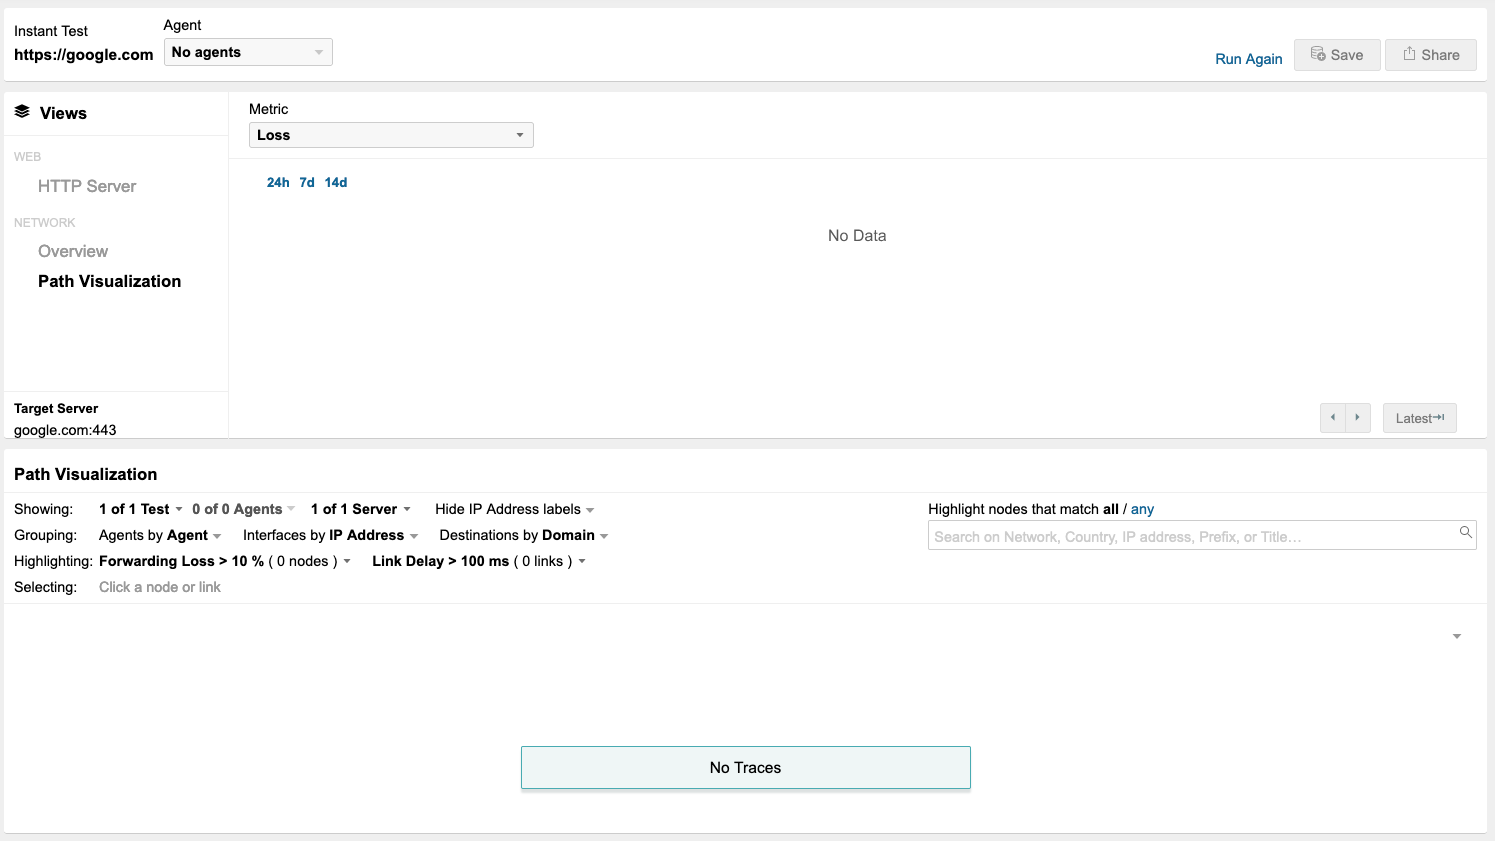 Instant Test
https://google.com
Agent
No agents
Run Again
Save
Share
Views
WEB
HTTP Server
NETWORK
Overview
Path Visualization
Target Server
google.com:443
Metric
Loss
24h 7d 14d
No Data
Latest
Path Visualization
Showing: 1 of 1 Test 0 of 0 Agents 1 of 1 Server Hide IP Address labels
Grouping: Agents by Agent Interfaces by IP Address Destinations by Domain
Highlighting: Forwarding Loss > 10 % ( 0 nodes ) Link Delay > 100 ms ( 0 links )
Selecting: Click a node or link
Highlight nodes that match all / any
Search on Network, Country, IP address, Prefix, or Title…
No Traces